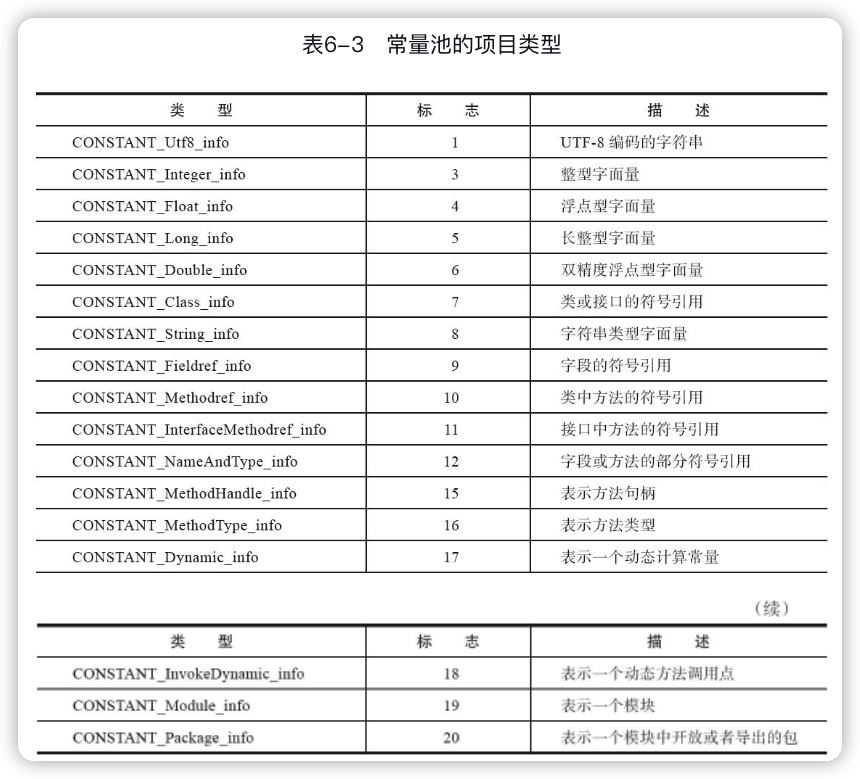 表6-3 常量池的项目类型
类 型 标 志 描 述
CONSTANT_Utf8_info 1 UTF-8 编码的字符串
CONSTANT_Integer_info 3 整型字面量
CONSTANT_Float_info 4 浮点型字面量
CONSTANT_Long_info 5 长整型字面量
CONSTANT_Double_info 6 双精度浮点型字面量
CONSTANT_Class_info 7 类或接口的符号引用
CONSTANT_String_info 8 字符串类型字面量
CONSTANT_Fieldref_info 9 字段的符号引用
CONSTANT_Methodref_info 10 类中方法的符号引用
CONSTANT_InterfaceMethodref_info 11 接口中方法的符号引用
CONSTANT_NameAndType_info 12 字段或方法的部分符号引用
CONSTANT_MethodHandle_info 15 表示方法句柄
CONSTANT_MethodType_info 16 表示方法类型
CONSTANT_Dynamic_info 17 表示一个动态计算常量
（续）
类 型 标 志 描 述
CONSTANT_InvokeDynamic_info 18 表示一个动态方法调用点
CONSTANT_Module_info 19 表示一个模块
CONSTANT_Package_info 20 表示一个模块中开放或者导出的包